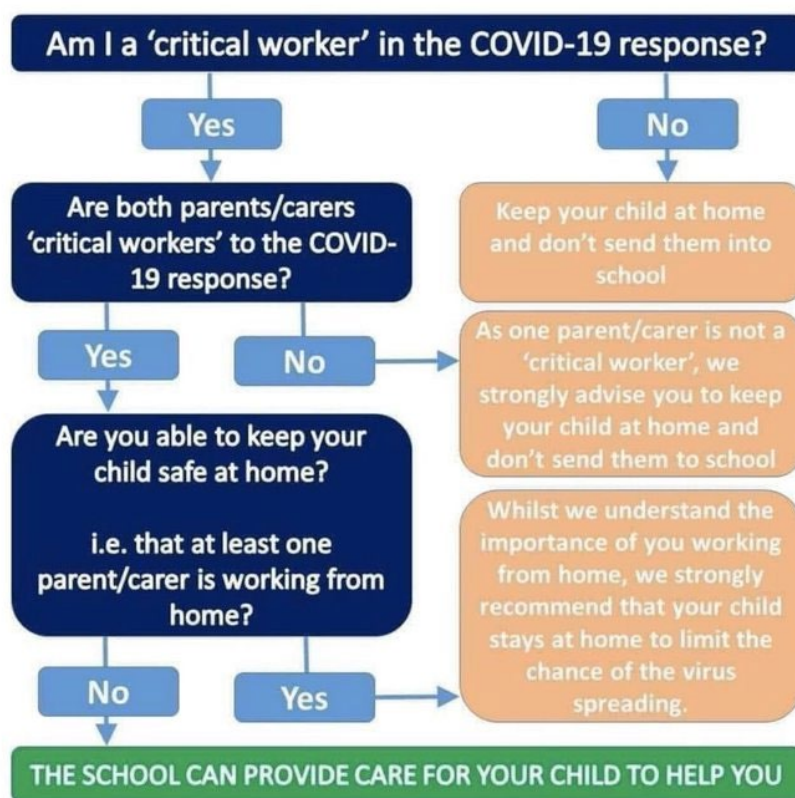 Am I a ‘critical worker’ in the COVID-19 response?
Yes
No
Are both parents/carers
‘critical workers’ to the COVID-
19 response?
Keep your child at home
and don’t send them into
school
Yes
No
As one parent/carer is not a
‘critical worker’, we
strongly advise you to keep
your child at home and
don’t send them to school
Are you able to keep your
child safe at home?
i.e. that at least one
parent/carer is working from
home?
Whilst we understand the
importance of you working
from home, we strongly
recommend that your child
stays at home to limit the
chance of the virus
spreading.
No
Yes
THE SCHOOL CAN PROVIDE CARE FOR YOUR CHILD TO HELP YOU